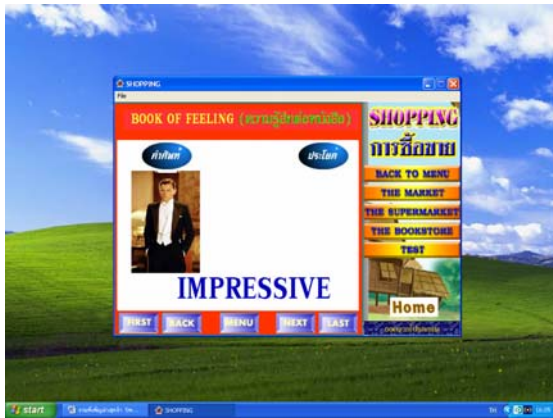 SHOPPING
File
BOOK OF FEELING (ความรู้สึกต่อหนังสือ)
คำศัพท์
ประโยค
IMPRESSIVE
FIRST BACK MENU NEXT LAST
SHOPPING
การซื้อขาย
BACK TO MENU
THE MARKET
THE SUPERMARKET
THE BOOKSTORE
TEST
Home
start
SHOPPING
TH